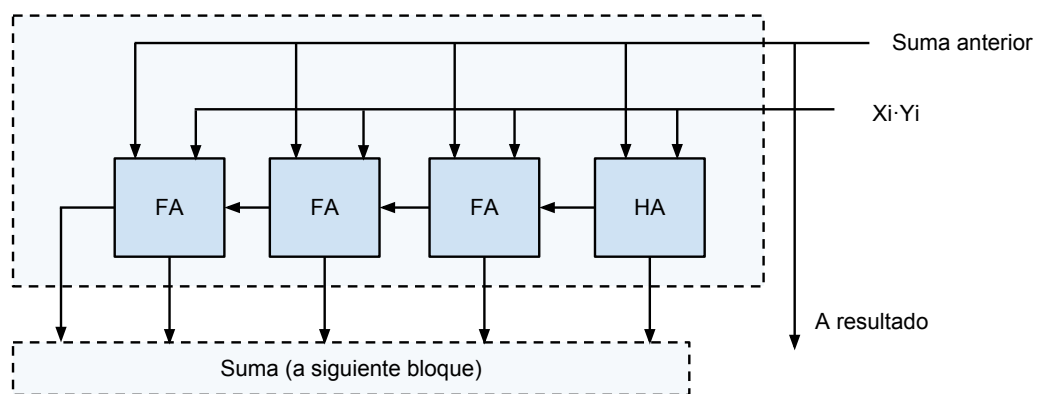 Suma anterior
Xi·Yi
FA
FA
FA
HA
A resultado
Suma (a siguiente bloque)